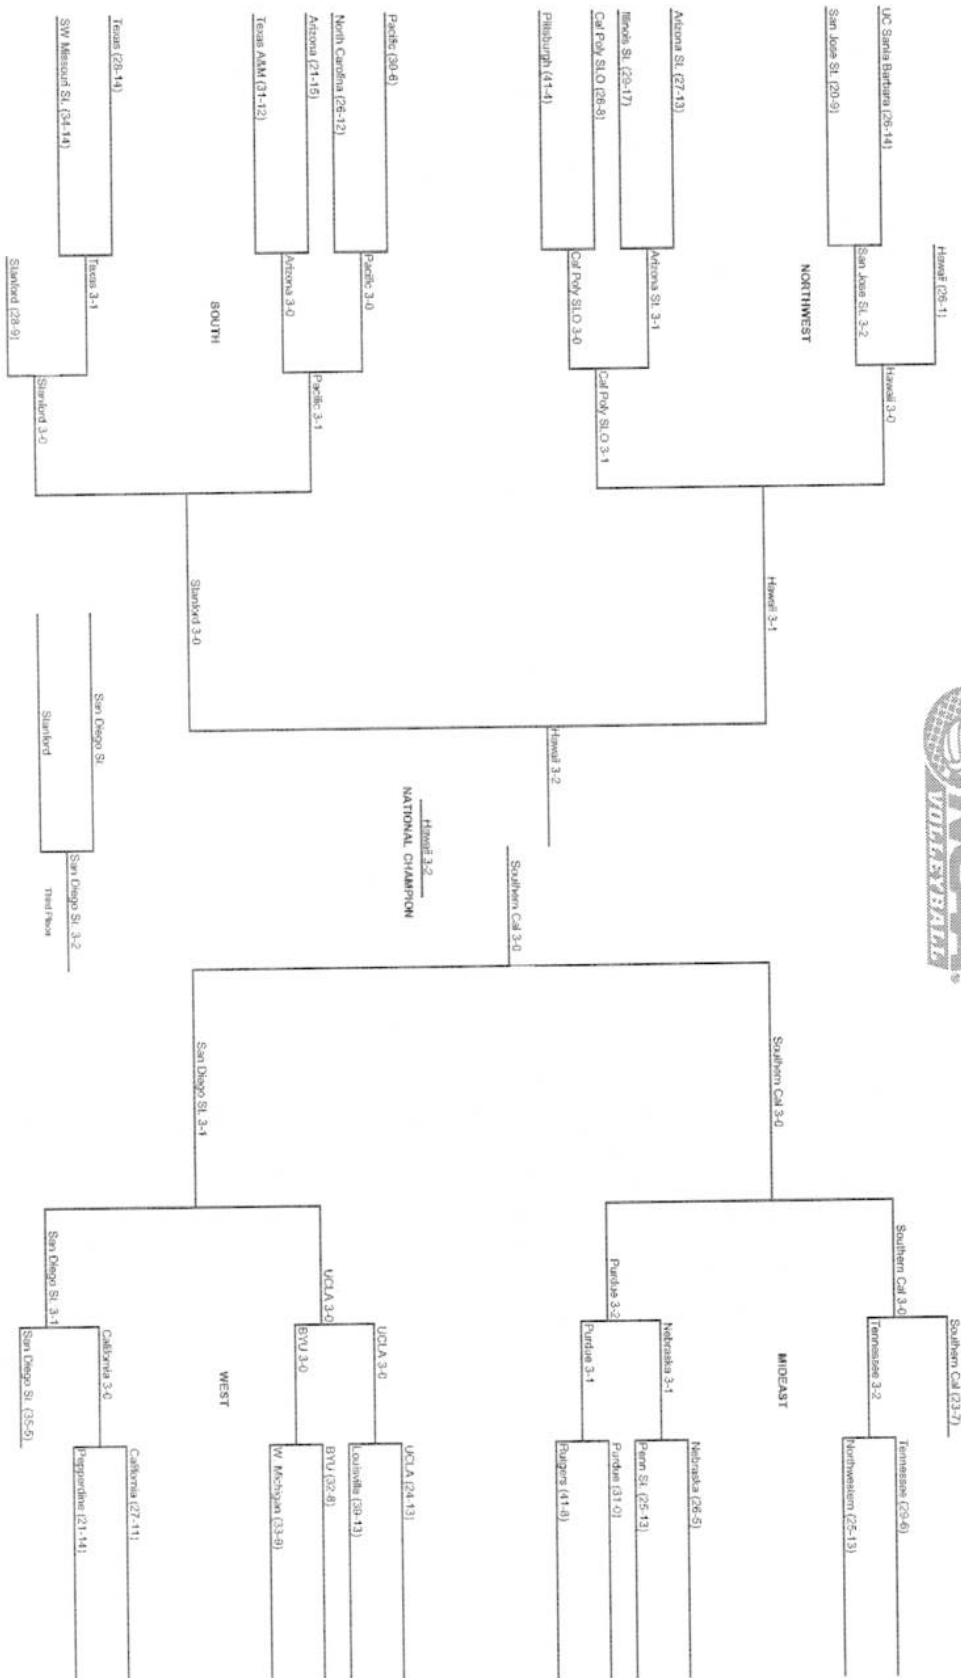 UC Santa Barbara (26-14)
San Jose St. (20-9)
Hawaii (26-1)
San Jose St. 3-2
Hawaii 3-0
NORTHWEST
Arizona St. (27-13)
Illinois St. (29-17)
Cal Poly SLO (26-8)
Pittsburgh (41-4)
Arizona St. 3-1
Cal Poly SLO 3-0
Cal Poly SLO 3-1
Hawaii 3-1
Pacific (30-6)
North Carolina (26-12)
Arizona (21-15)
Texas A&M (31-12)
Pacific 3-0
Arizona 3-0
Pacific 3-1
SOUTH
Texas (28-14)
SW Missouri St. (34-14)
Texas 3-1
Stanford (28-9)
Stanford 3-0
Stanford 3-0
Hawaii 3-2
Hawaii 3-2
NATIONAL CHAMPION
Southern Cal 3-0
San Diego St.
Stanford
San Diego St. 3-2
Third Place
VOLLEYBALL
®
Southern Cal 3-0
Southern Cal 3-0
Southern Cal (23-7)
Tennessee 3-2
Tennessee (29-6)
Northwestern (25-13)
MIDEAST
Purdue 3-2
Nebraska 3-1
Purdue 3-1
Nebraska (26-5)
Penn St. (25-13)
Purdue (31-0)
Rutgers (41-8)
San Diego St. 3-1
UCLA 3-0
UCLA 3-0
BYU 3-0
UCLA (24-13)
Louisville (39-13)
BYU (32-8)
W. Michigan (33-9)
WEST
San Diego St. 3-1
California 3-0
San Diego St. (35-5)
California (27-11)
Pepperdine (21-14)